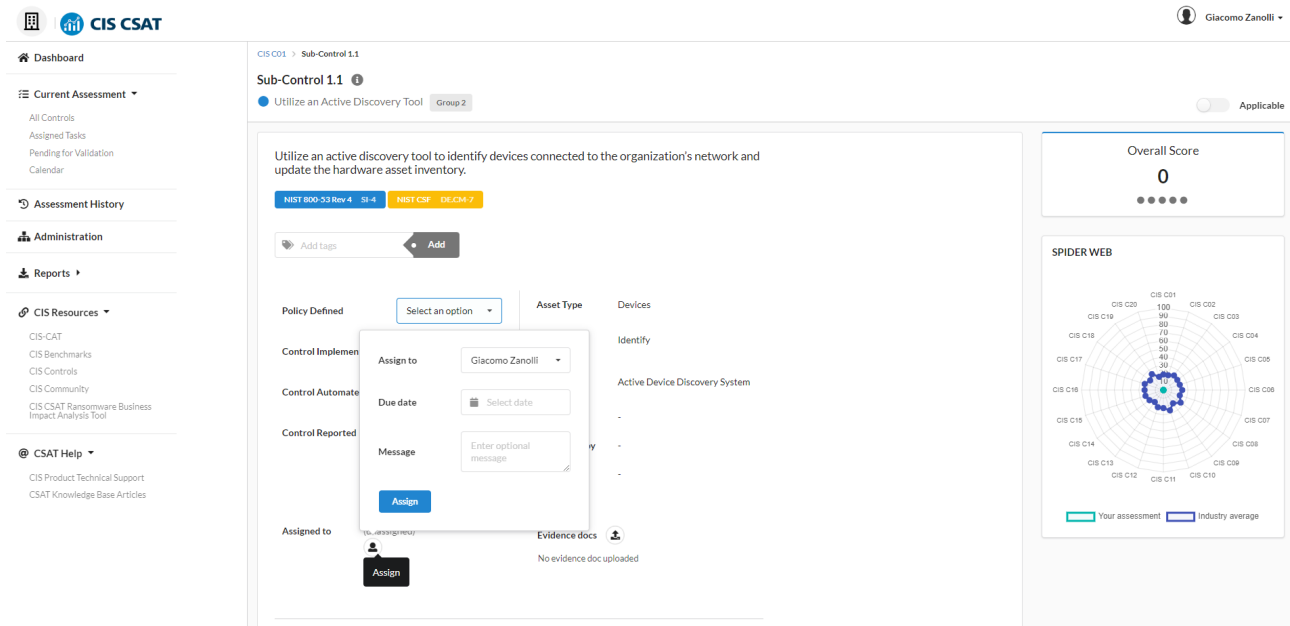 CIS CSAT
Giacomo Zanolli
Dashboard
Current Assessment
All Controls
Assigned Tasks
Pending for Validation
Calendar
Assessment History
Administration
Reports
CIS Resources
CIS-CAT
CIS Benchmarks
CIS Controls
CIS Community
CIS CSAT Ransomware Business
Impact Analysis Tool
@ CSAT Help
CIS Product Technical Support
CSAT Knowledge Base Articles
CIS C01 > Sub-Control 1.1
Sub-Control 1.1
Utilize an Active Discovery Tool Group 2
Applicable
Utilize an active discovery tool to identify devices connected to the organization's network and
update the hardware asset inventory.
NIST 800-53 Rev 4 SI-4 NIST CSF DE.CM-7
Add tags Add
Policy Defined Select an option
Control Implemen
Control Automate
Control Reported
Assign to Giacomo Zanolli
Due date Select date
Message Enter optional
message
Assign
Assigned to
Assign
Asset Type Devices
Identify
Active Device Discovery System
-
-
-
Evidence docs
No evidence doc uploaded
Overall Score
0
SPIDER WEB
CIS C01
CIS C02
CIS C03
CIS C04
CIS C05
CIS C06
CIS C07
CIS C08
CIS C09
CIS C10
CIS C11
CIS C12
CIS C13
CIS C14
CIS C15
CIS C16
CIS C17
CIS C18
CIS C19
CIS C20
100
90
80
70
60
50
40
30
10
Your assessment Industry average